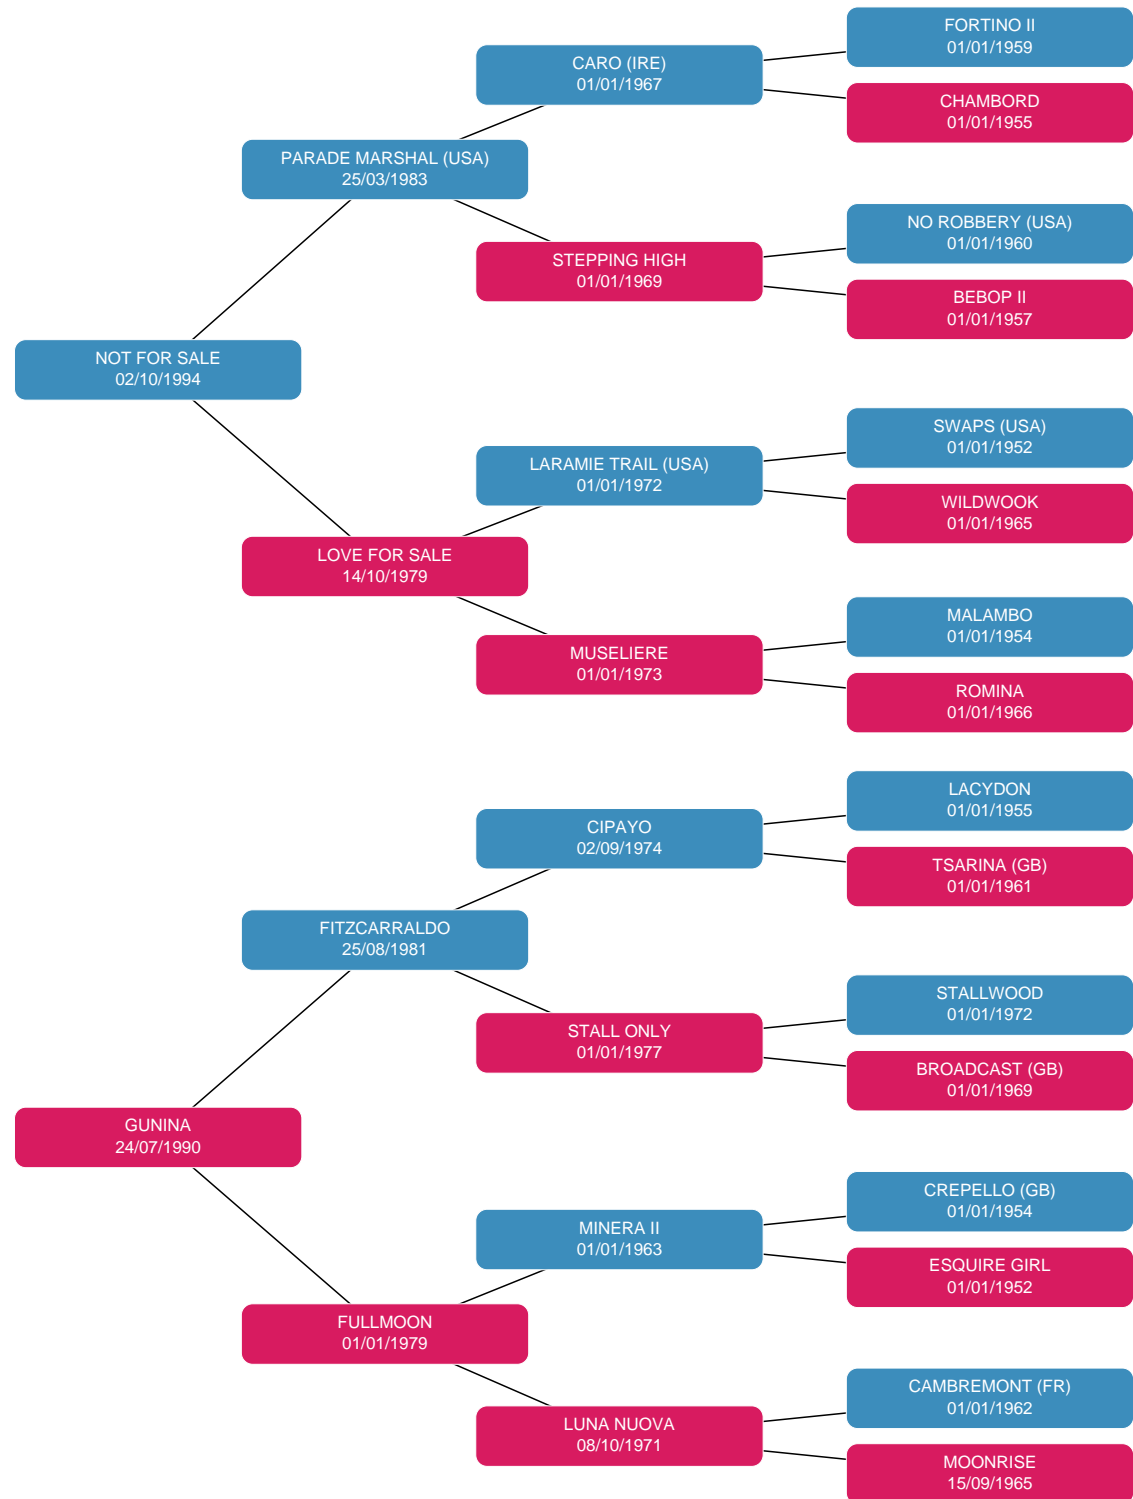 FORTINO II
01/01/1959
CARO (IRE)
01/01/1967
CHAMBORD
01/01/1955
PARADE MARSHAL (USA)
25/03/1983
NO ROBBERY (USA)
01/01/1960
STEPPING HIGH
01/01/1969
BEBOP II
01/01/1957
NOT FOR SALE
02/10/1994
SWAPS (USA)
01/01/1952
LARAMIE TRAIL (USA)
01/01/1972
WILDWOOK
01/01/1965
LOVE FOR SALE
14/10/1979
MALAMBO
01/01/1954
MUSELIERE
01/01/1973
ROMINA
01/01/1966
LACYDON
01/01/1955
CIPAYO
02/09/1974
TSARINA (GB)
01/01/1961
FITZCARRALDO
25/08/1981
STALLWOOD
01/01/1972
STALL ONLY
01/01/1977
BROADCAST (GB)
01/01/1969
GUNINA
24/07/1990
CREPELLO (GB)
01/01/1954
MINERA II
01/01/1963
ESQUIRE GIRL
01/01/1952
FULLMOON
01/01/1979
CAMBREMONT (FR)
01/01/1962
LUNA NUOVA
08/10/1971
MOONRISE
15/09/1965